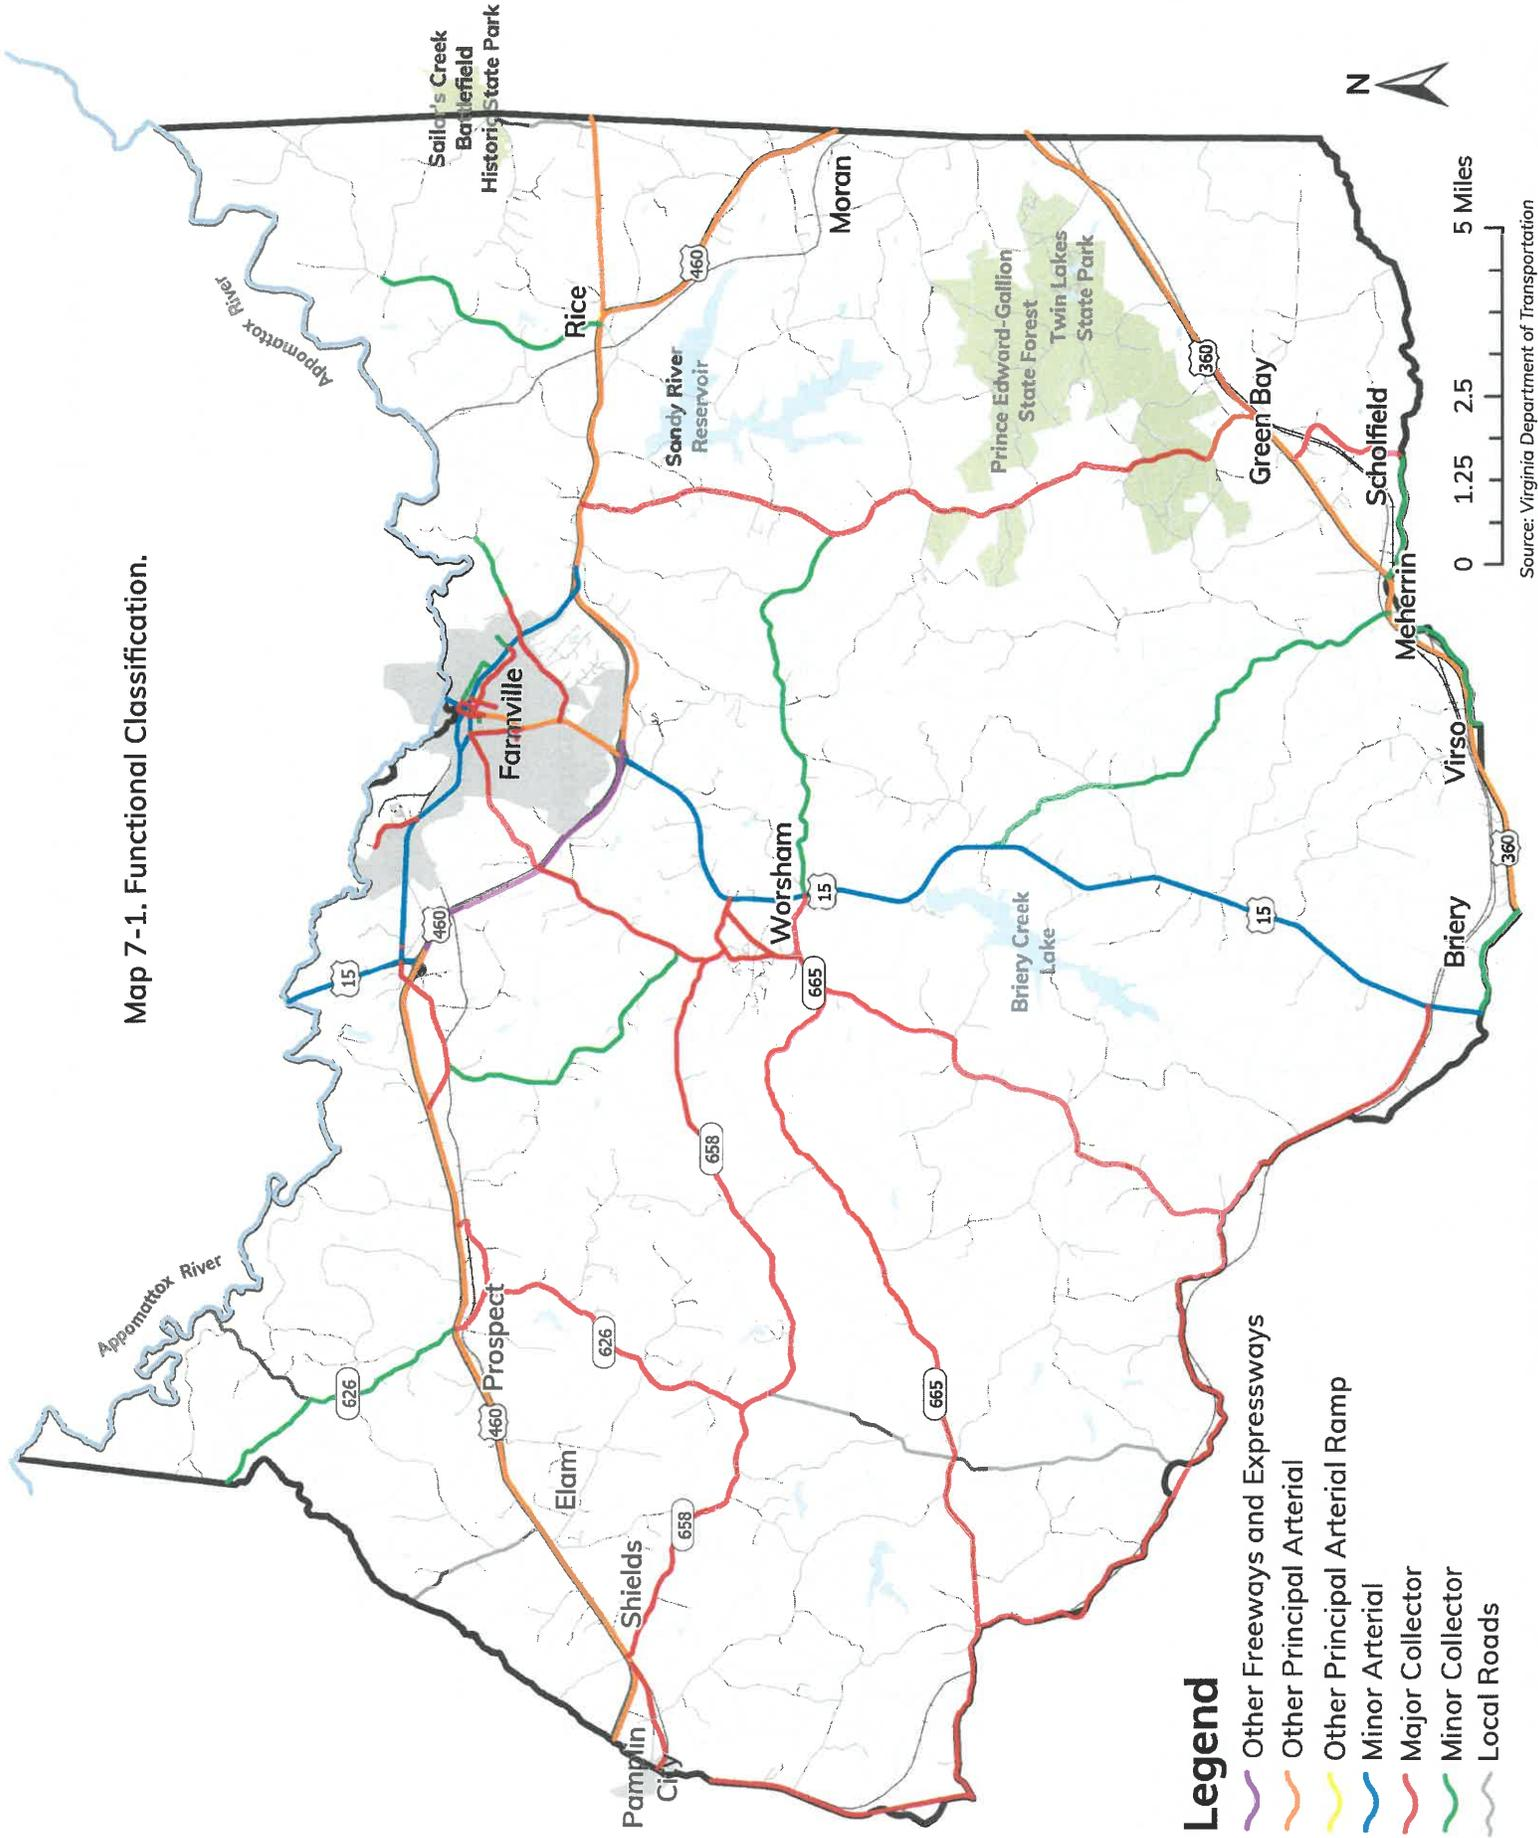 Map 7-1. Functional Classification.
Appomattox River
Appomattox River
Sailor's Creek
Battlefield
Historic State Park
626
15
460
Farmville
Rice
460
Prospect
460
Elam
626
Sandy River
Reservoir
Moran
Shields
658
658
Pamplin
City
Worsham
15
665
665
Briery Creek
Lake
Prince Edward-Gallion
State Forest
Twin Lakes
State Park
360
Green Bay
15
Scholfield
Meherrin
Virso
Briery
360
N
Legend
Other Freeways and Expressways
Other Principal Arterial
Other Principal Arterial Ramp
Minor Arterial
Major Collector
Minor Collector
Local Roads
0 1.25 2.5 5 Miles
Source: Virginia Department of Transportation